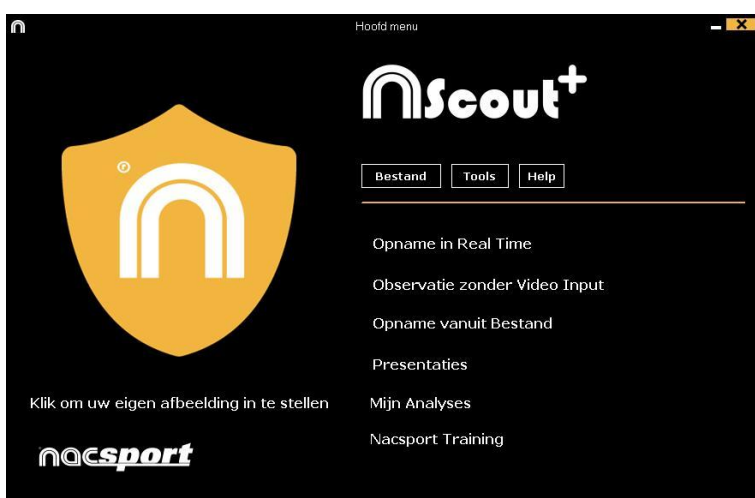 Hoofd menu
nScout+
Bestand
Tools
Help
Opname in Real Time
Observatie zonder Video Input
Opname vanuit Bestand
Presentaties
Mijn Analyses
Nacsport Training
Klik om uw eigen afbeelding in te stellen
nacsport